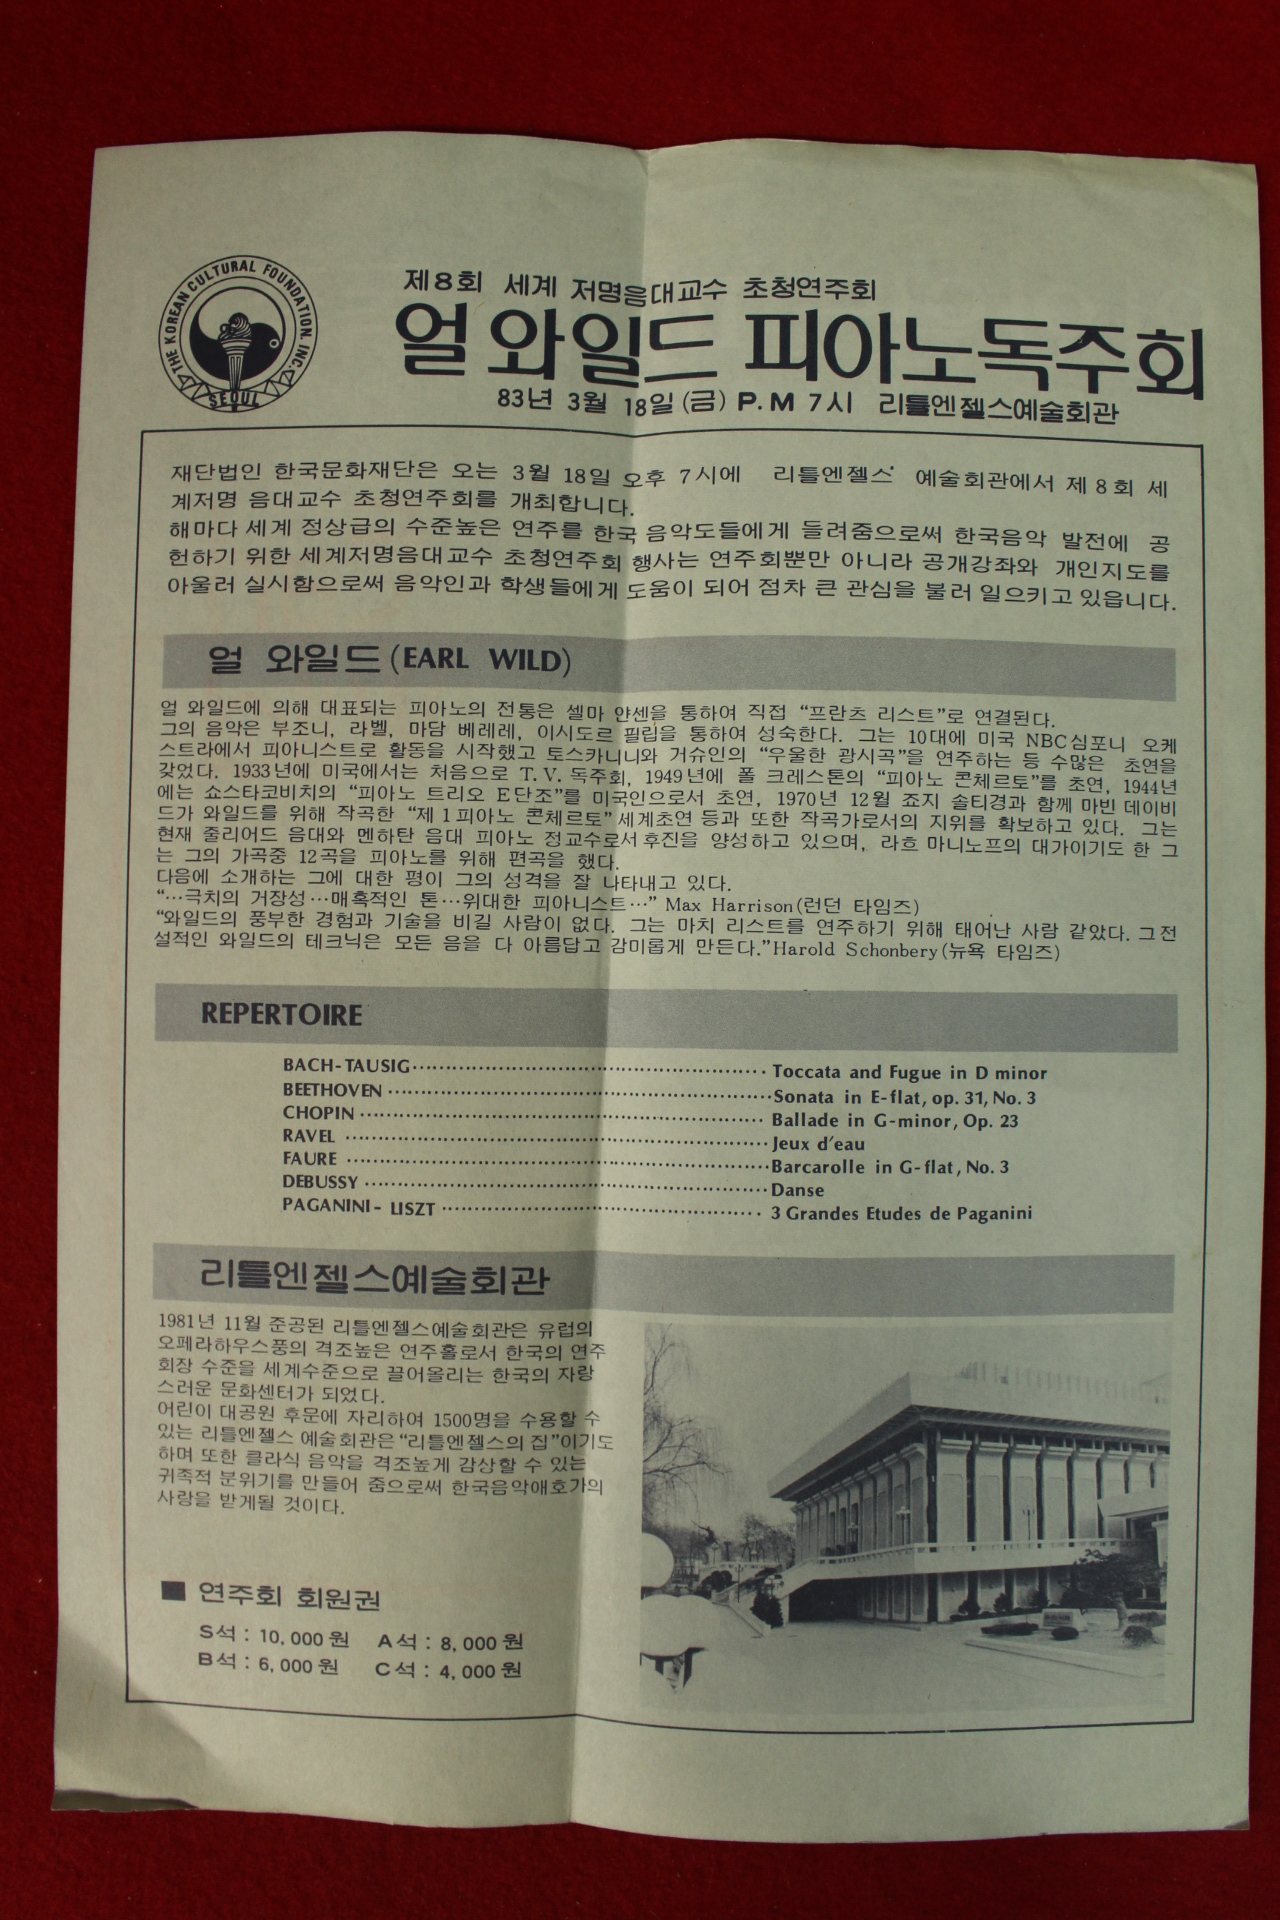 THE KOREAN CULTURAL FOUNDATION INC.
SEOUL
제8회 세계 저명음대교수 초청연주회
얼 와일드 피아노독주회
83년 3월 18일(금) P.M 7시 리틀엔젤스예술회관
재단법인 한국문화재단은 오는 3월 18일 오후 7시에 리틀엔젤스 예술회관에서 제8회 세
계저명 음대교수 초청연주회를 개최합니다.
해마다 세계 정상급의 수준높은 연주를 한국 음악도들에게 들려줌으로써 한국음악 발전에 공
헌하기 위한 세계저명음대교수 초청연주회 행사는 연주회뿐만 아니라 공개강좌와 개인지도를
아울러 실시함으로써 음악인과 학생들에게 도움이 되어 점차 큰 관심을 불러 일으키고 있읍니다.
얼 와일드(EARL WILD)
얼 와일드에 의해 대표되는 피아노의 전통은 셀마 얀센을 통하여 직접 “프란츠 리스트”로 연결된다.
그의 음악은 부조니, 라벨, 마담 베레레, 이시도르 필립을 통하여 성숙한다. 그는 10대에 미국 NBC심포니 오케
스트라에서 피아니스트로 활동을 시작했고 토스카니니와 거슈인의 “우울한 광시곡”을 연주하는 등 수많은 초연을
갖었다. 1933년에 미국에서는 처음으로 T.V. 독주회, 1949년에 폴 크레스톤의 “피아노 콘체르토”를 초연, 1944년
에는 쇼스타코비치의 “피아노 트리오 E단조”를 미국인으로서 초연, 1970년 12월 죠지 솔티경과 함께 마빈 데이비
드가 와일드를 위해 작곡한 “제1피아노 콘체르토” 세계초연 등과 또한 작곡가로서의 지위를 확보하고 있다. 그는
현재 줄리어드 음대와 멘하탄 음대 피아노 정교수로서 후진을 양성하고 있으며, 라흐마니노프의 대가이기도 한 그
는 그의 가곡중 12곡을 피아노를 위해 편곡을 했다.
다음에 소개하는 그에 대한 평이 그의 성격을 잘 나타내고 있다.
“…극치의 거장성…매혹적인 톤…위대한 피아니스트…” Max Harrison(런던 타임즈)
“와일드의 풍부한 경험과 기술을 비길 사람이 없다. 그는 마치 리스트를 연주하기 위해 태어난 사람 같았다. 그 전
설적인 와일드의 테크닉은 모든 음을 다 아름답고 감미롭게 만든다.”Harold Schonbery(뉴욕 타임즈)
REPERTOIRE
BACH-TAUSIG································Toccata and Fugue in D minor
BEETHOVEN································Sonata in E-flat, op. 31, No. 3
CHOPIN································Ballade in G-minor, Op. 23
RAVEL································Jeux d'eau
FAURE································Barcarolle in G-flat, No. 3
DEBUSSY································Danse
PAGANINI- LISZT································3 Grandes Etudes de Paganini
리틀엔젤스예술회관
1981년 11월 준공된 리틀엔젤스예술회관은 유럽의
오페라하우스풍의 격조높은 연주홀로서 한국의 연주
회장 수준을 세계수준으로 끌어올리는 한국의 자랑
스러운 문화센터가 되었다.
어린이 대공원 후문에 자리하여 1500명을 수용할 수
있는 리틀엔젤스 예술회관은 “리틀엔젤스의 집”이기도
하며 또한 클라식 음악을 격조높게 감상할 수 있는
귀족적 분위기를 만들어 줌으로써 한국음악애호가의
사랑을 받게될 것이다.
■ 연주회 회원권
S석 : 10,000원 A석 : 8,000원
B석 : 6,000원 C석 : 4,000원